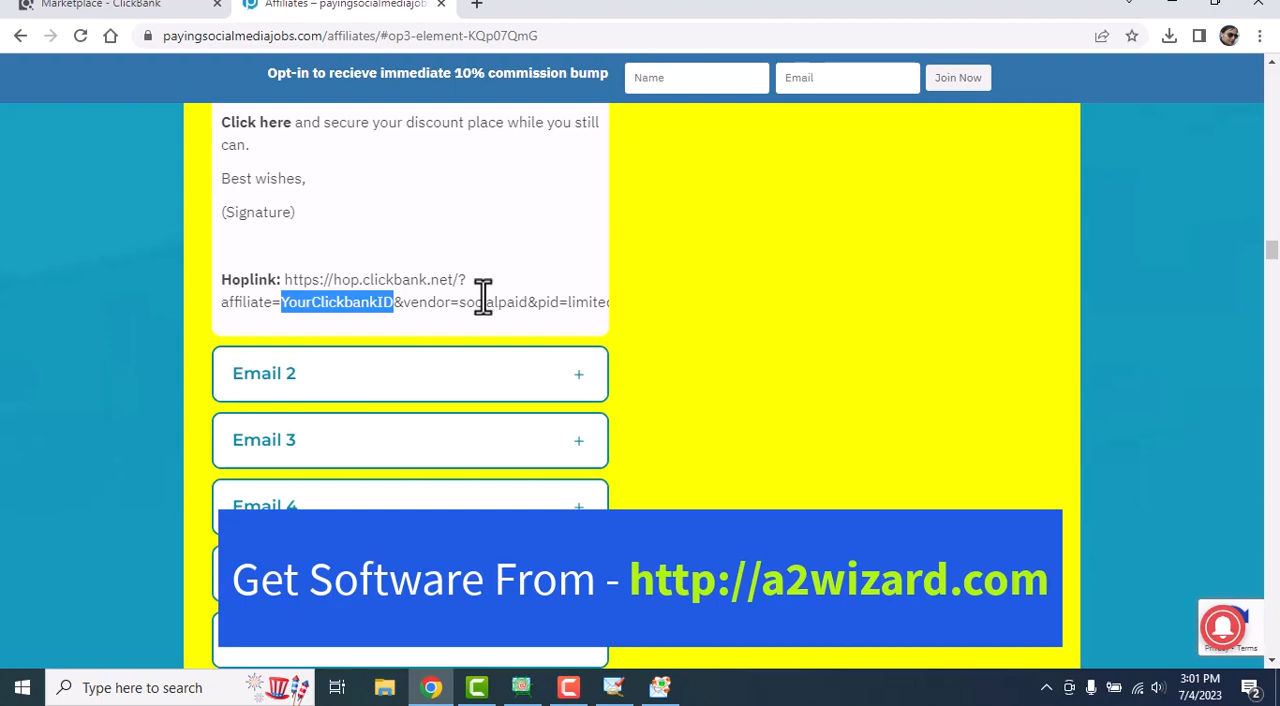 Marketplace - ClickBank
Affiliates – payingsocialmediajob
payingsocialmediajobs.com/affiliates/#op3-element-KQp07QmG
Opt-in to recieve immediate 10% commission bump
Name
Email
Join Now
Click here and secure your discount place while you still
can.
Best wishes,
(Signature)
Hoplink: https://hop.clickbank.net/?
affiliate=YourClickbankID&vendor=socialpaid&pid=limited
Email 2
+
Email 3
+
Email 4
+
Get Software From - http://a2wizard.com
Type here to search
3:01 PM
7/4/2023
2